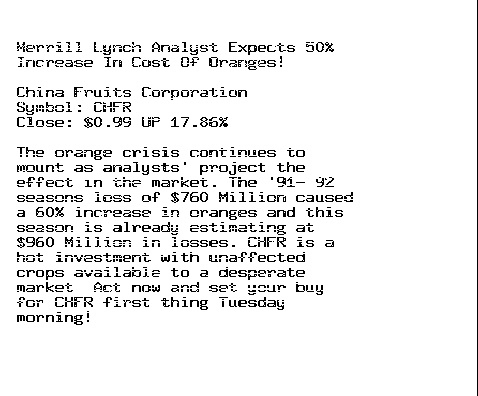 Merrill Lynch Analyst Expects 50%
Increase In Cost Of Oranges!
China Fruits Corporation
Symbol: CHFR
Close: $0.99 UP 17.86%
The orange crisis continues to
mount as analysts' project the
effect in the market. The '91- 92
seasons loss of $760 Million caused
a 60% increase in oranges and this
season is already estimating at
$960 Million in losses. CHFR is a
hot investment with unaffected
crops available to a desperate
market Act now and set your buy
for CHFR first thing Tuesday
morning!